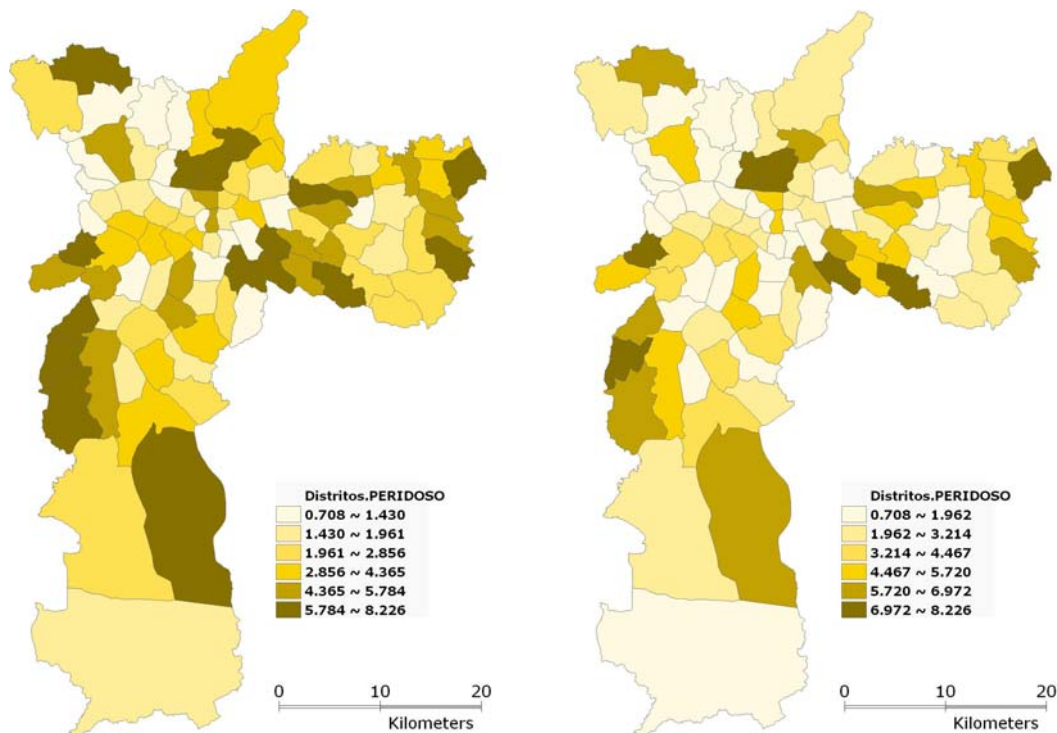 Distritos.PERIDOSO
0.708 ~ 1.430
1.430 ~ 1.961
1.961 ~ 2.856
2.856 ~ 4.365
4.365 ~ 5.784
5.784 ~ 8.226
0 10 20
Kilometers
Distritos.PERIDOSO
0.708 ~ 1.962
1.962 ~ 3.214
3.214 ~ 4.467
4.467 ~ 5.720
5.720 ~ 6.972
6.972 ~ 8.226
0 10 20
Kilometers